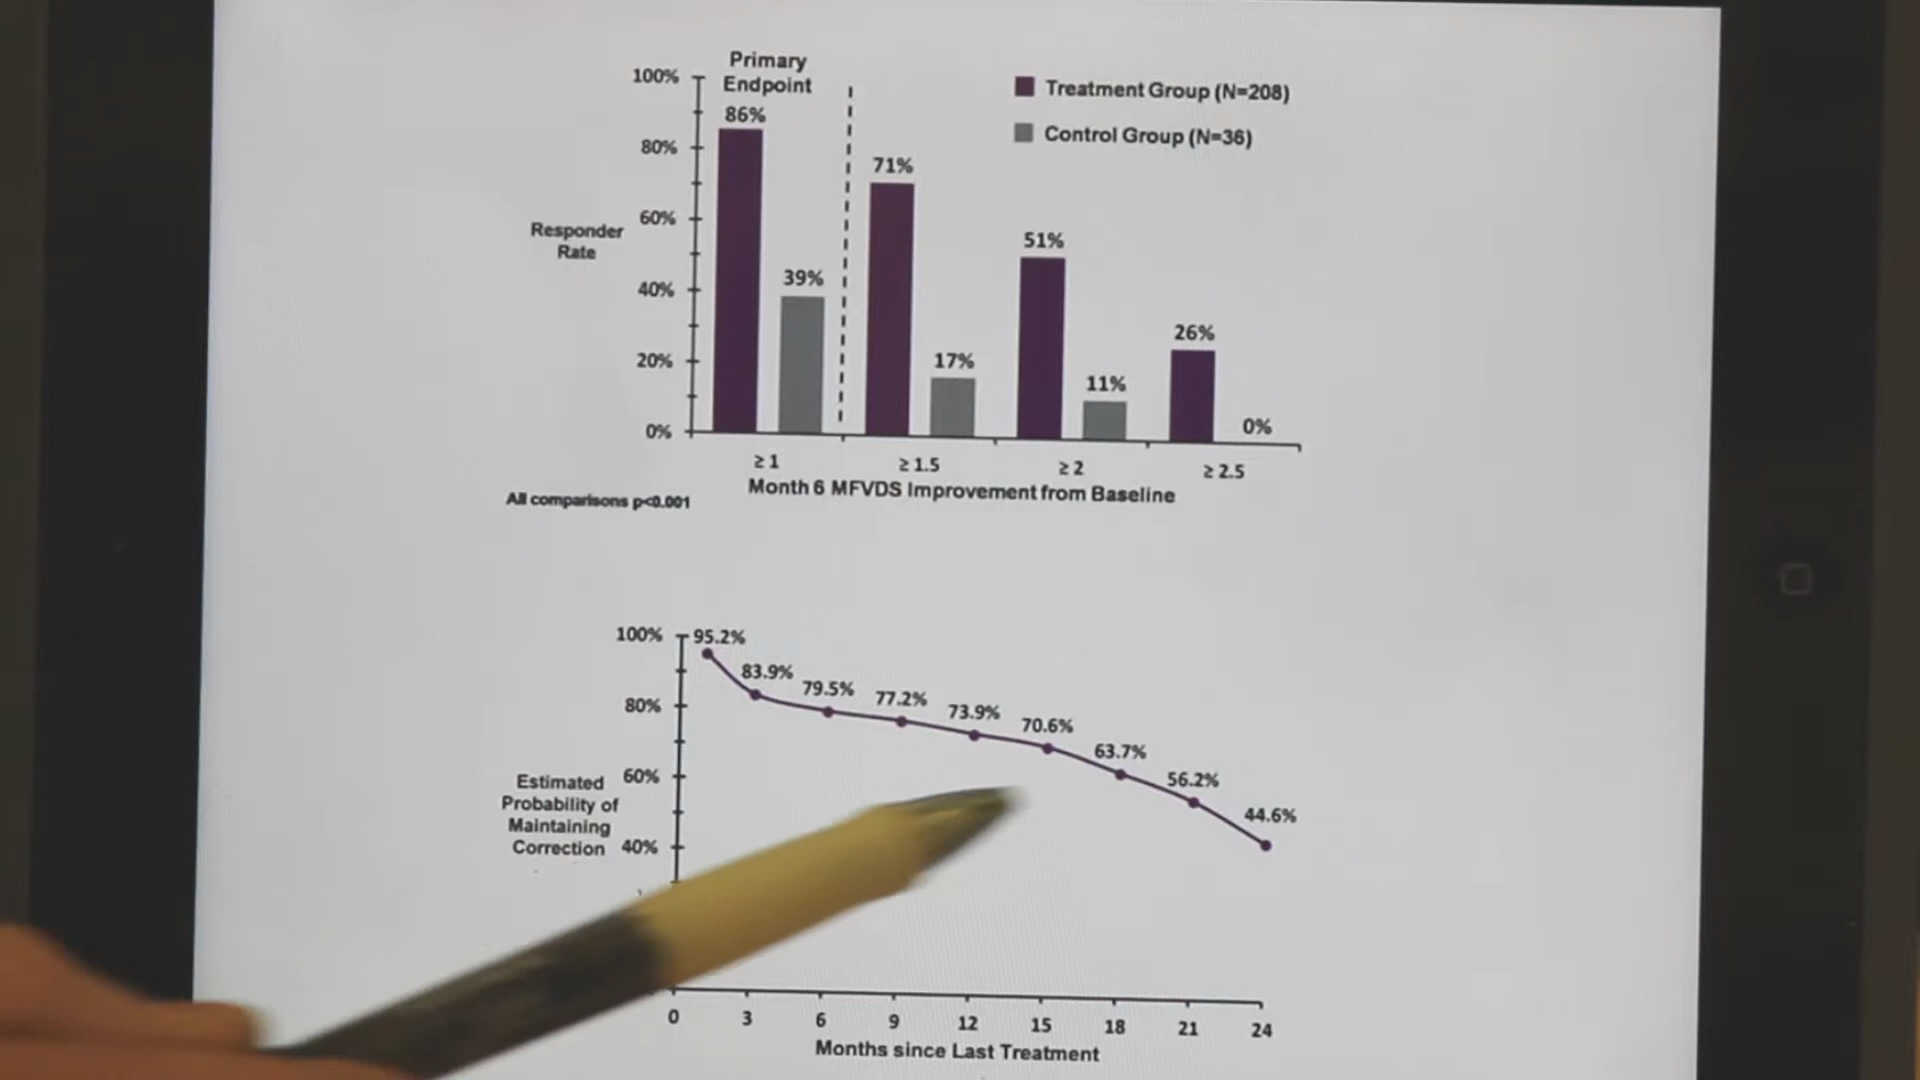 Primary
Endpoint
100%
86%
80%
71%
60%
Responder
Rate
51%
40%
39%
26%
20%
17%
11%
0%
0%
≥ 1
≥ 1.5
≥ 2
≥ 2.5
Month 6 MFVDS Improvement from Baseline
All comparisons p<0.001
Treatment Group (N=208)
Control Group (N=36)
100%
95.2%
83.9%
79.5%
77.2%
73.9%
70.6%
63.7%
56.2%
44.6%
80%
60%
40%
Estimated
Probability of
Maintaining
Correction
0 3 6 9 12 15 18 21 24
Months since Last Treatment